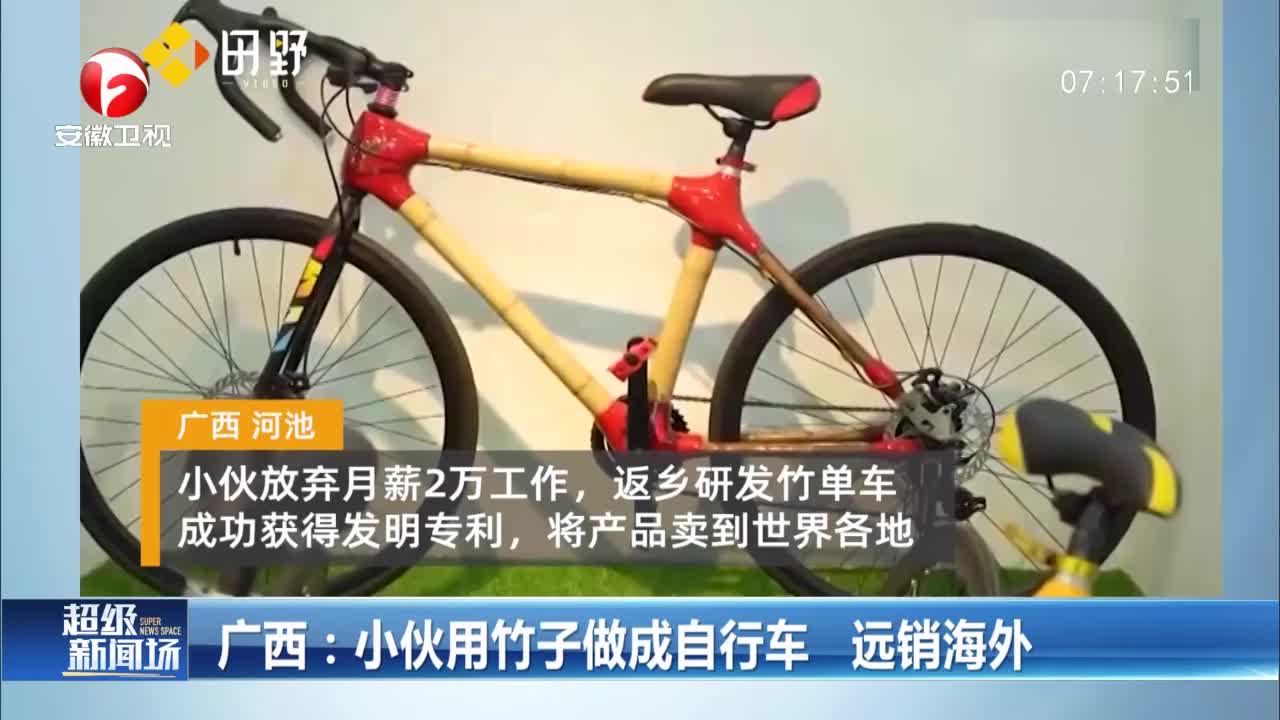 田野
VIDEO
安徽卫视
07:17:51
广西 河池
小伙放弃月薪2万工作，返乡研发竹单车
成功获得发明专利，将产品卖到世界各地
超级新闻场
SUPER NEWS SPACE
广西：小伙用竹子做成自行车 远销海外